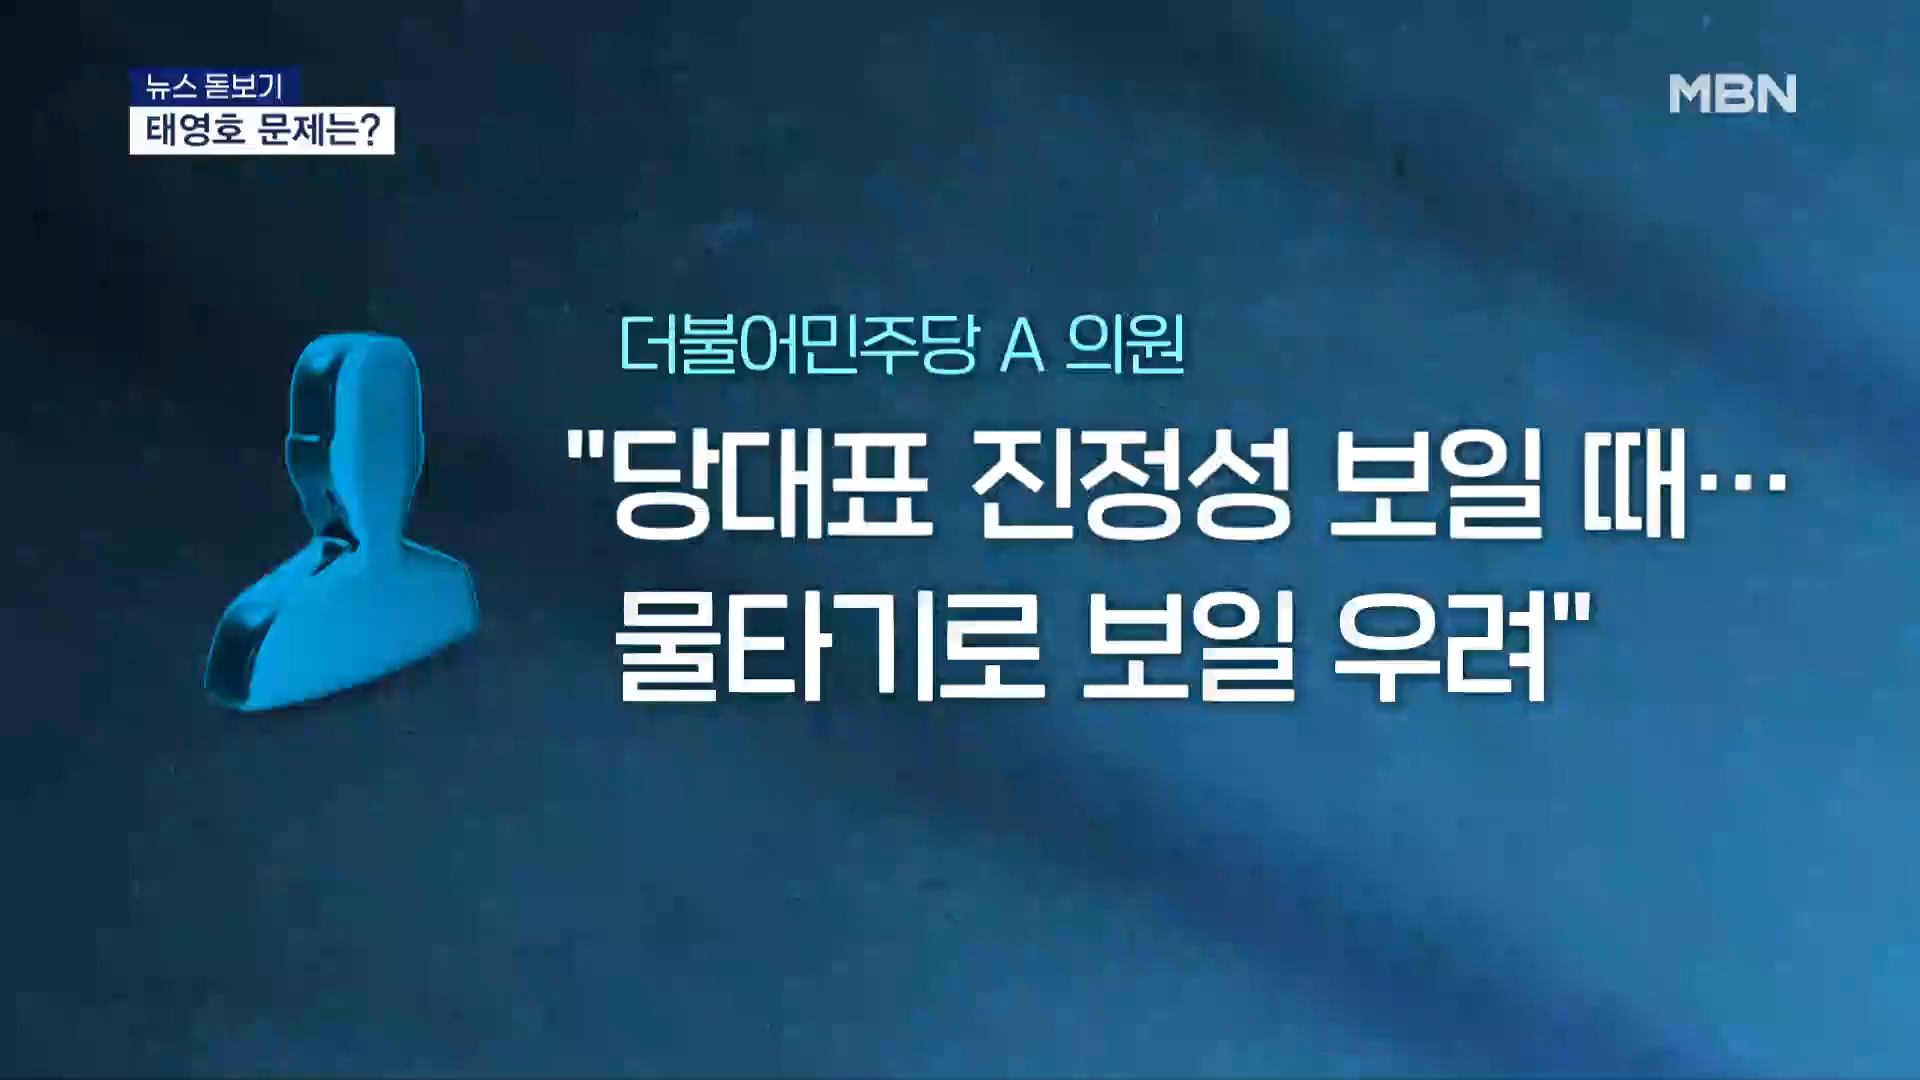 뉴스 돋보기
MBN
태영호 문제는?
더불어민주당 A 의원
"당대표 진정성 보일 때…
물타기로 보일 우려"